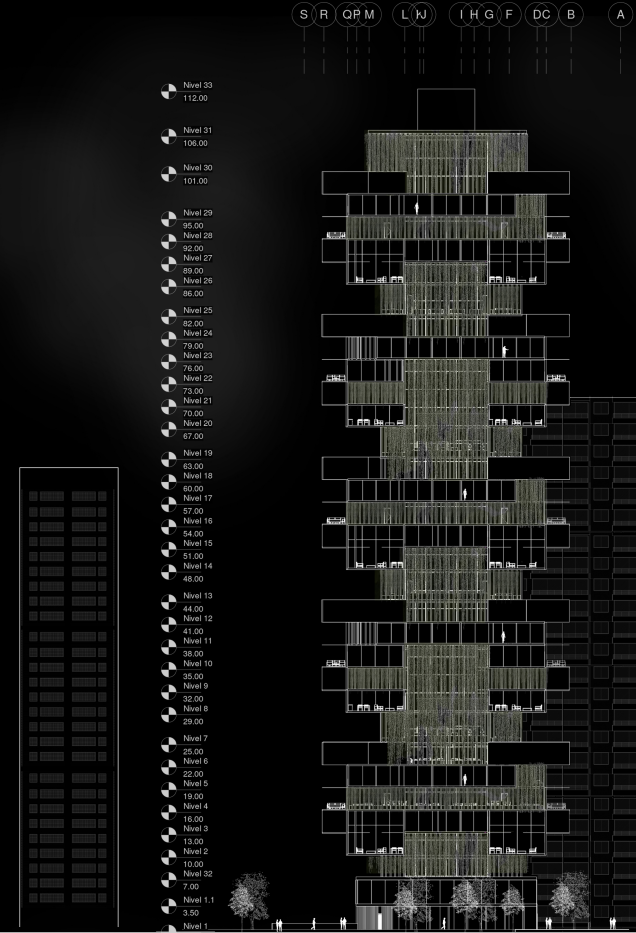 S R Q P M L K J I H G F D C B A
Nivel 33
112.00
Nivel 31
106.00
Nivel 30
101.00
Nivel 29
95.00
Nivel 28
92.00
Nivel 27
89.00
Nivel 26
86.00
Nivel 25
82.00
Nivel 24
79.00
Nivel 23
76.00
Nivel 22
73.00
Nivel 21
70.00
Nivel 20
67.00
Nivel 19
63.00
Nivel 18
60.00
Nivel 17
57.00
Nivel 16
54.00
Nivel 15
51.00
Nivel 14
48.00
Nivel 13
44.00
Nivel 12
41.00
Nivel 11
38.00
Nivel 10
35.00
Nivel 9
32.00
Nivel 8
29.00
Nivel 7
25.00
Nivel 6
22.00
Nivel 5
19.00
Nivel 4
16.00
Nivel 3
13.00
Nivel 2
10.00
Nivel 32
7.00
Nivel 1.1
3.50
Nivel 1